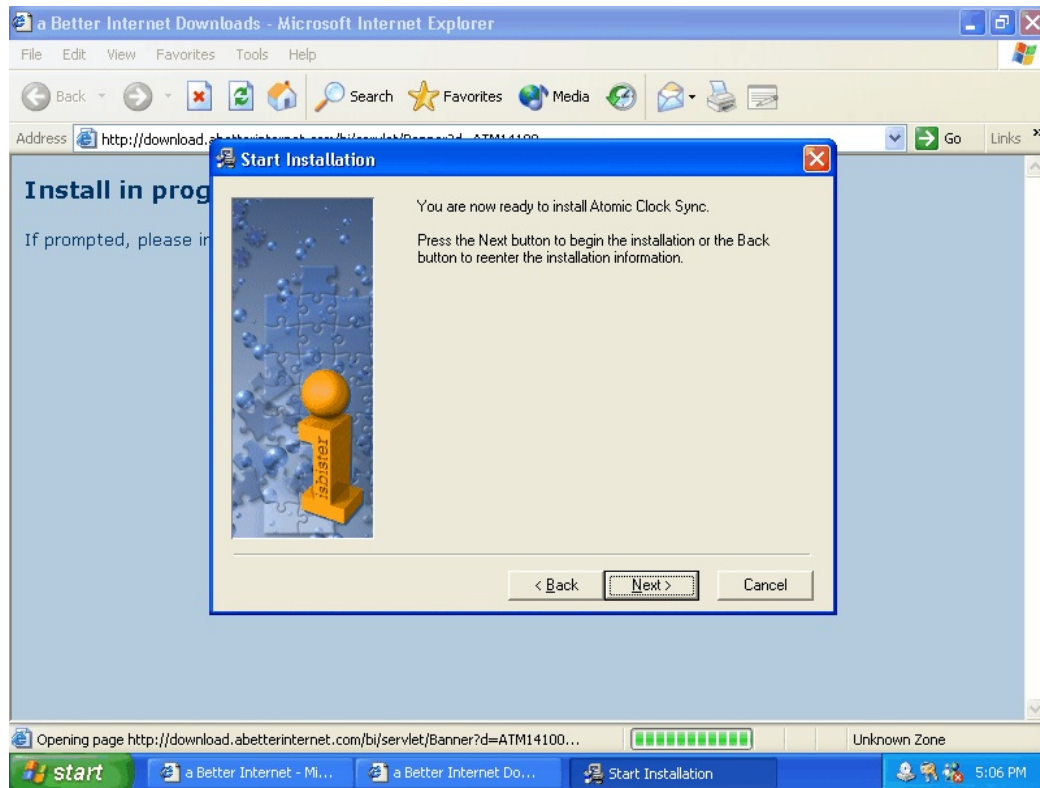 a Better Internet Downloads - Microsoft Internet Explorer
File Edit View Favorites Tools Help
Back Search Favorites Media
Address http://download. Go Links »
Start Installation
Install in prog
You are now ready to install Atomic Clock Sync.
If prompted, please in
Press the Next button to begin the installation or the Back
button to reenter the installation information.
isbister
< Back Next > Cancel
Opening page http://download.abetterinternet.com/bi/servlet/Banner?d=ATM14100... Unknown Zone
start a Better Internet - Mi... a Better Internet Do... Start Installation 5:06 PM